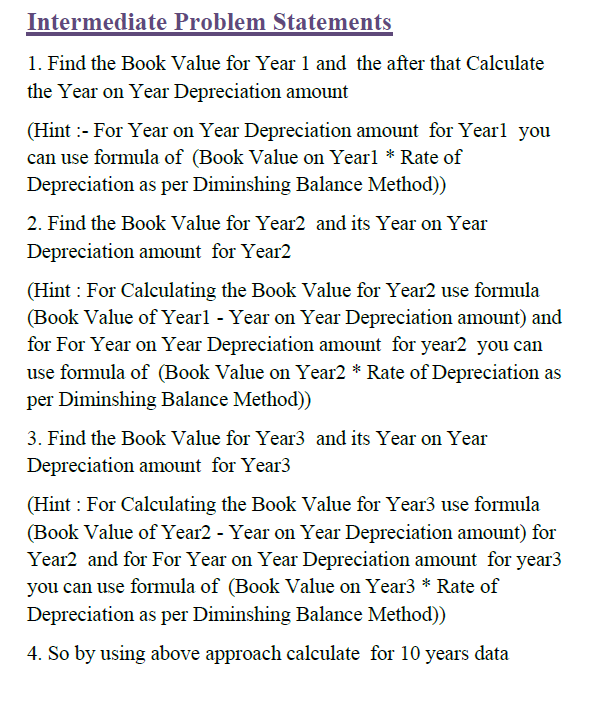 Intermediate Problem Statements
1. Find the Book Value for Year 1 and  the after that Calculate
the Year on Year Depreciation amount
(Hint :- For Year on Year Depreciation amount  for Year1  you
can use formula of  (Book Value on Year1 * Rate of
Depreciation as per Diminshing Balance Method))
2. Find the Book Value for Year2  and its Year on Year
Depreciation amount  for Year2
(Hint : For Calculating the Book Value for Year2 use formula
(Book Value of Year1 - Year on Year Depreciation amount) and
for For Year on Year Depreciation amount  for year2  you can
use formula of  (Book Value on Year2 * Rate of Depreciation as
per Diminshing Balance Method))
3. Find the Book Value for Year3  and its Year on Year
Depreciation amount  for Year3
(Hint : For Calculating the Book Value for Year3 use formula
(Book Value of Year2 - Year on Year Depreciation amount) for
Year2  and for For Year on Year Depreciation amount  for year3
you can use formula of  (Book Value on Year3 * Rate of
Depreciation as per Diminshing Balance Method))
4. So by using above approach calculate  for 10 years data